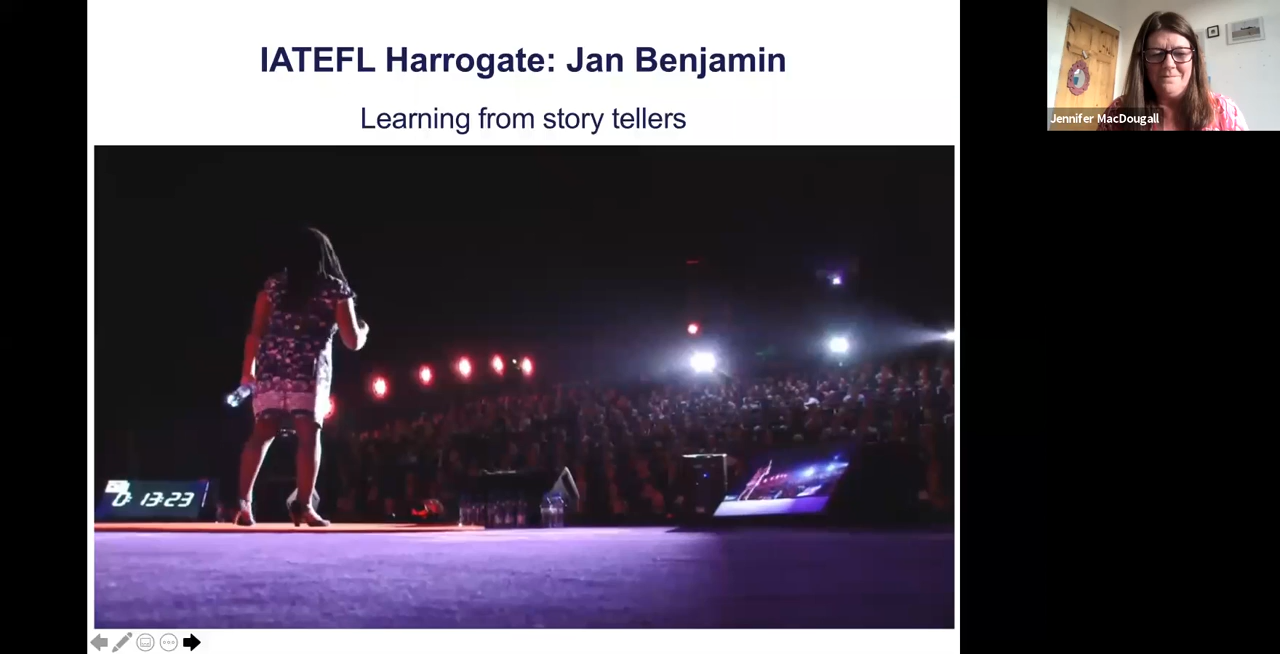 IATEFL Harrogate: Jan Benjamin
Learning from story tellers
Jennifer MacDougall
0:13:23